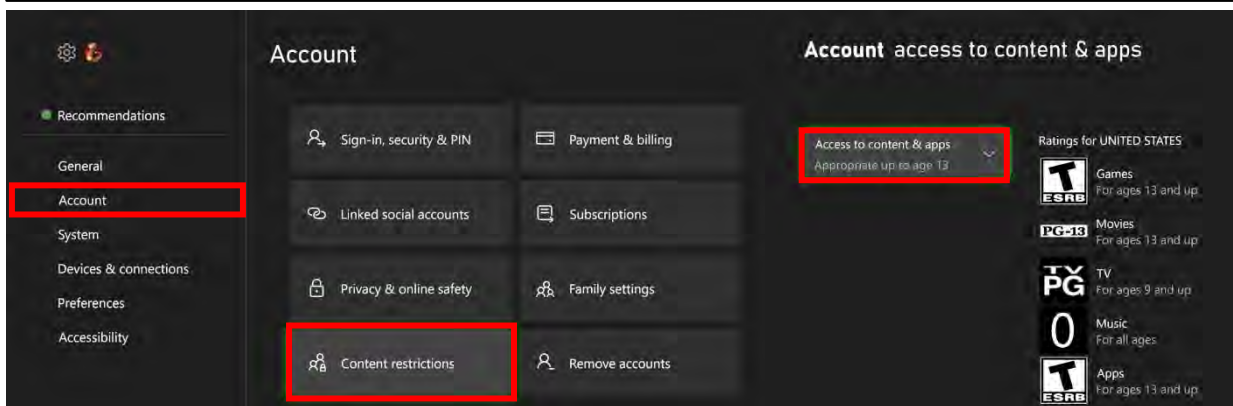 Recommendations
General
Account
System
Devices & connections
Preferences
Accessibility
Account
Sign-in, security & PIN
Payment & billing
Linked social accounts
Subscriptions
Privacy & online safety
Family settings
Content restrictions
Remove accounts
Account access to content & apps
Access to content & apps
Appropriate up to age 13
Ratings for UNITED STATES
T
ESRB
Games
For ages 13 and up
PG-13
Movies
For ages 13 and up
TV
PG
TV
For ages 9 and up
0
Music
For all ages
T
ESRB
Apps
For ages 13 and up